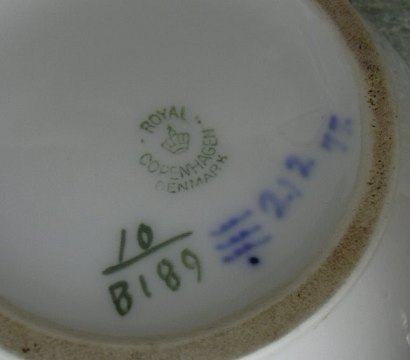 ROYAL
COPENHAGEN
DENMARK
10
B189
212